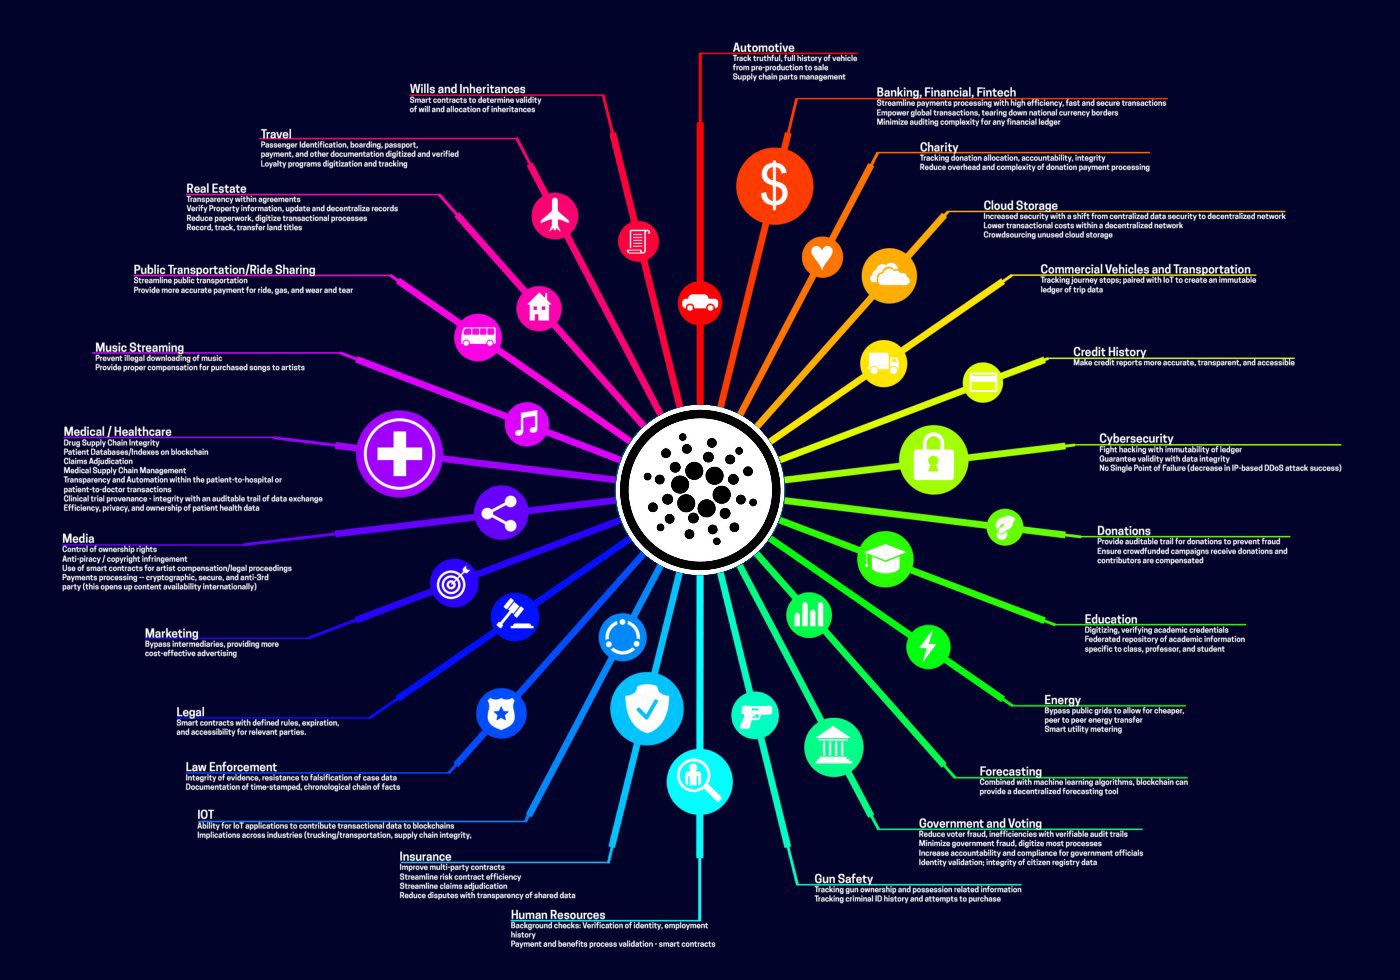 Automotive
Track truthful, full history of vehicle
from pre-production to sale
Supply chain parts management
Banking, Financial, Fintech
Streamline payments processing with high efficiency, fast and secure transactions
Empower global transactions, tearing down national currency borders
Minimize auditing complexity for any financial ledger
Charity
Tracking donation allocation, accountability, integrity
Reduce overhead and complexity of donation payment processing
Cloud Storage
Increased security with a shift from centralized data security to decentralized network
Lower transactional costs within a decentralized network
Crowdsourcing unused cloud storage
Commercial Vehicles and Transportation
Tracking journey stops; paired with IoT to create an immutable
ledger of trip data
Credit History
Make credit reports more accurate, transparent, and accessible
Cybersecurity
Fight hacking with immutability of ledger
Guarantee validity with data integrity
No Single Point of Failure (decrease in IP-based DDoS attack success)
Donations
Provide auditable trail for donations to prevent fraud
Ensure crowdfunded campaigns receive donations and
contributors are compensated
Education
Digitizing, verifying academic credentials
Federated repository of academic information
specific to class, professor, and student
Energy
Bypass public grids to allow for cheaper,
peer to peer energy transfer
Smart utility metering
Forecasting
Combined with machine learning algorithms, blockchain can
provide a decentralized forecasting tool
Government and Voting
Reduce voter fraud, inefficiencies with verifiable audit trails
Minimize government fraud, digitize most processes
Increase accountability and compliance for government officials
Identity validation; integrity of citizen registry data
Gun Safety
Tracking gun ownership and possession related information
Tracking criminal ID history and attempts to purchase
Human Resources
Background checks: Verification of identity, employment
history
Payment and benefits process validation - smart contracts
Insurance
Improve multi-party contracts
Streamline risk contract efficiency
Streamline claims adjudication
Reduce disputes with transparency of shared data
IOT
Ability for IoT applications to contribute transactional data to blockchains
Implications across industries (trucking/transportation, supply chain integrity,
Law Enforcement
Integrity of evidence, resistance to falsification of case data
Documentation of time-stamped, chronological chain of facts
Legal
Smart contracts with defined rules, expiration,
and accessibility for relevant parties.
Marketing
Bypass intermediaries, providing more
cost-effective advertising
Media
Control of ownership rights
Anti-piracy / copyright infringement
Use of smart contracts for artist compensation/legal proceedings
Payments processing -- cryptographic, secure, and anti-3rd
party (this opens up content availability internationally)
Medical / Healthcare
Drug Supply Chain Integrity
Patient Databases/Indexes on blockchain
Claims Adjudication
Medical Supply Chain Management
Transparency and Automation within the patient-to-hospital or
patient-to-doctor transactions
Clinical trial provenance - integrity with an auditable trail of data exchange
Efficiency, privacy, and ownership of patient health data
Music Streaming
Prevent illegal downloading of music
Provide proper compensation for purchased songs to artists
Public Transportation/Ride Sharing
Streamline public transportation
Provide more accurate payment for ride, gas, and wear and tear
Real Estate
Transparency within agreements
Verify Property information, update and decentralize records
Reduce paperwork, digitize transactional processes
Record, track, transfer land titles
Travel
Passenger Identification, boarding, passport,
payment, and other documentation digitized and verified
Loyalty programs digitization and tracking
Wills and Inheritances
Smart contracts to determine validity
of will and allocation of inheritances
$